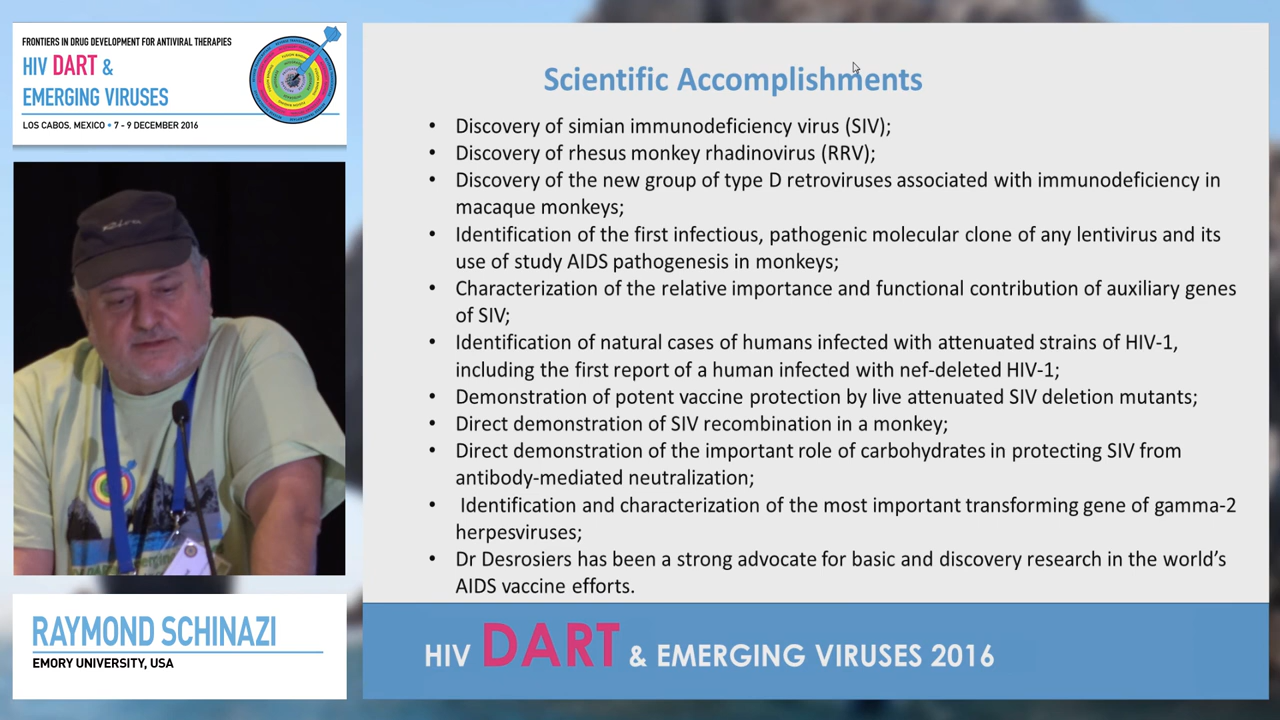 FRONTIERS IN DRUG DEVELOPMENT FOR ANTIVIRAL THERAPIES
HIV DART &
EMERGING VIRUSES
LOS CABOS, MEXICO • 7 - 9 DECEMBER 2016
RAYMOND SCHINAZI
EMORY UNIVERSITY, USA
Scientific Accomplishments
• Discovery of simian immunodeficiency virus (SIV);
• Discovery of rhesus monkey rhadinovirus (RRV);
• Discovery of the new group of type D retroviruses associated with immunodeficiency in
macaque monkeys;
• Identification of the first infectious, pathogenic molecular clone of any lentivirus and its
use of study AIDS pathogenesis in monkeys;
• Characterization of the relative importance and functional contribution of auxiliary genes
of SIV;
• Identification of natural cases of humans infected with attenuated strains of HIV-1,
including the first report of a human infected with nef-deleted HIV-1;
• Demonstration of potent vaccine protection by live attenuated SIV deletion mutants;
• Direct demonstration of SIV recombination in a monkey;
• Direct demonstration of the important role of carbohydrates in protecting SIV from
antibody-mediated neutralization;
• Identification and characterization of the most important transforming gene of gamma-2
herpesviruses;
• Dr Desrosiers has been a strong advocate for basic and discovery research in the world's
AIDS vaccine efforts.
HIV DART & EMERGING VIRUSES 2016